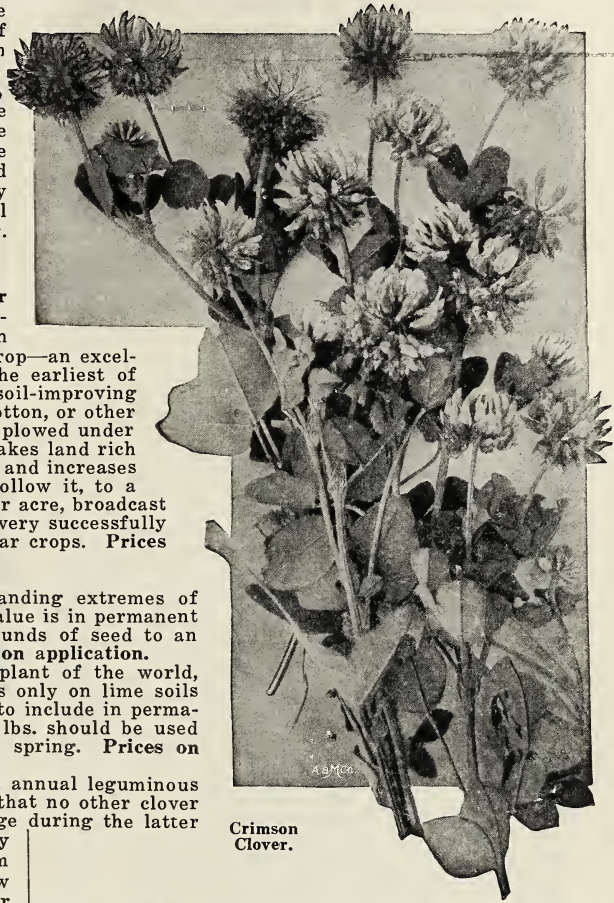 e
f
n
,
e
e
e
d
y
l
.
r
-
n
rop—an excel-
he earliest of
soil-improving
otton, or other
plowed under
akes land rich
and increases
ollow it, to a
r acre, broadcast
very successfully
ar crops. Prices
anding extremes of
alue is in permanent
unds of seed to an
on application.
plant of the world,
s only on lime soils
to include in perma-
lbs. should be used
spring. Prices on
annual leguminous
that no other clover
ge during the latter
y
m
w
r
A B M Co.
Crimson
Clover.